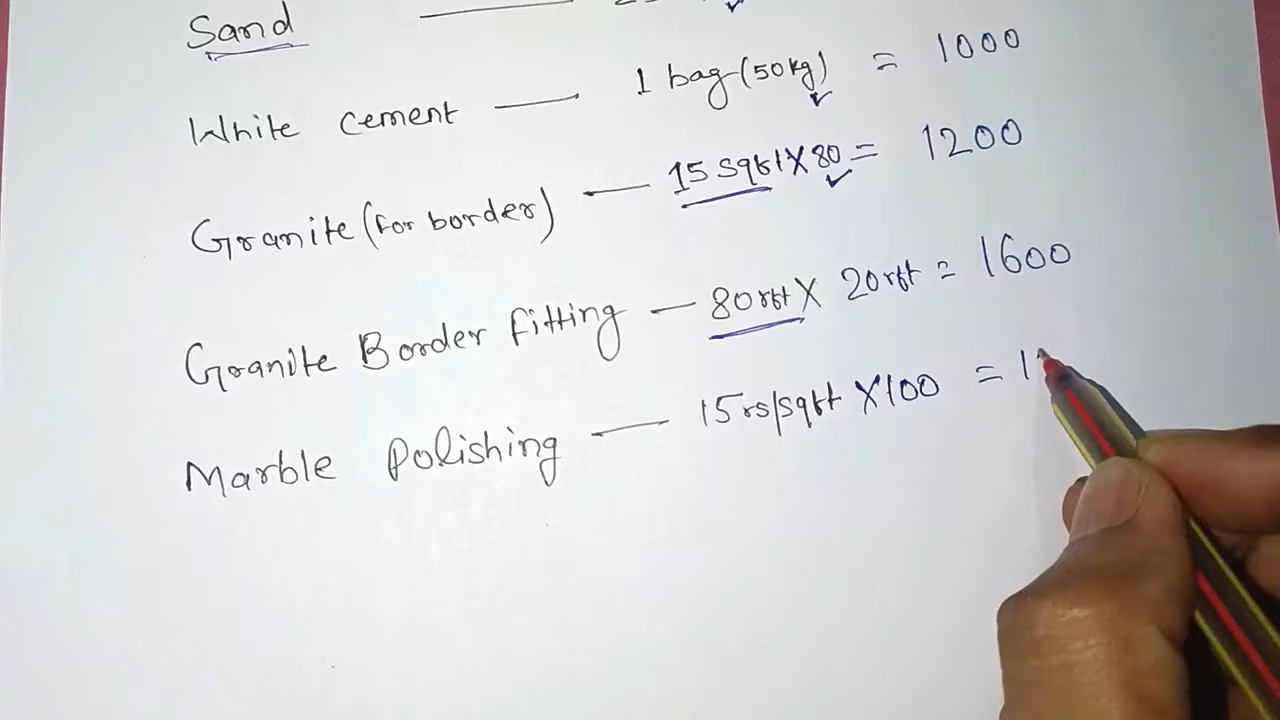 Sand ———
White cement —— 1 bag (50kg) = 1000
Granite (for border) —— 15 sqft X 80 = 1200
Granite Border fitting — 80 rft X 20 rft = 1600
Marble Polishing —— 15 rs/sqft X 100 = 1